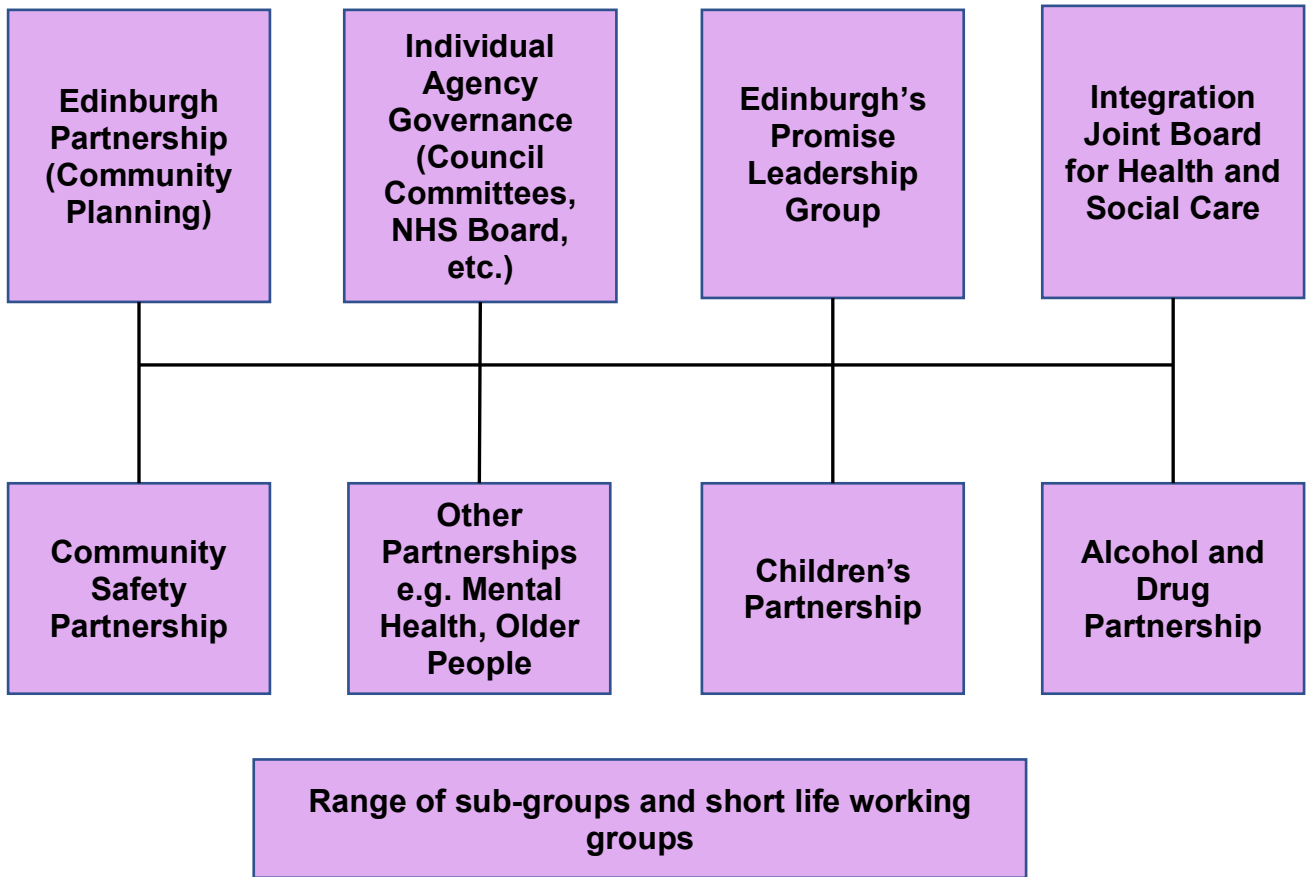 Edinburgh
Partnership
(Community
Planning)
Individual
Agency
Governance
(Council
Committees,
NHS Board,
etc.)
Edinburgh’s
Promise
Leadership
Group
Integration
Joint Board
for Health and
Social Care
Community
Safety
Partnership
Other
Partnerships
e.g. Mental
Health, Older
People
Children’s
Partnership
Alcohol and
Drug
Partnership
Range of sub-groups and short life working
groups